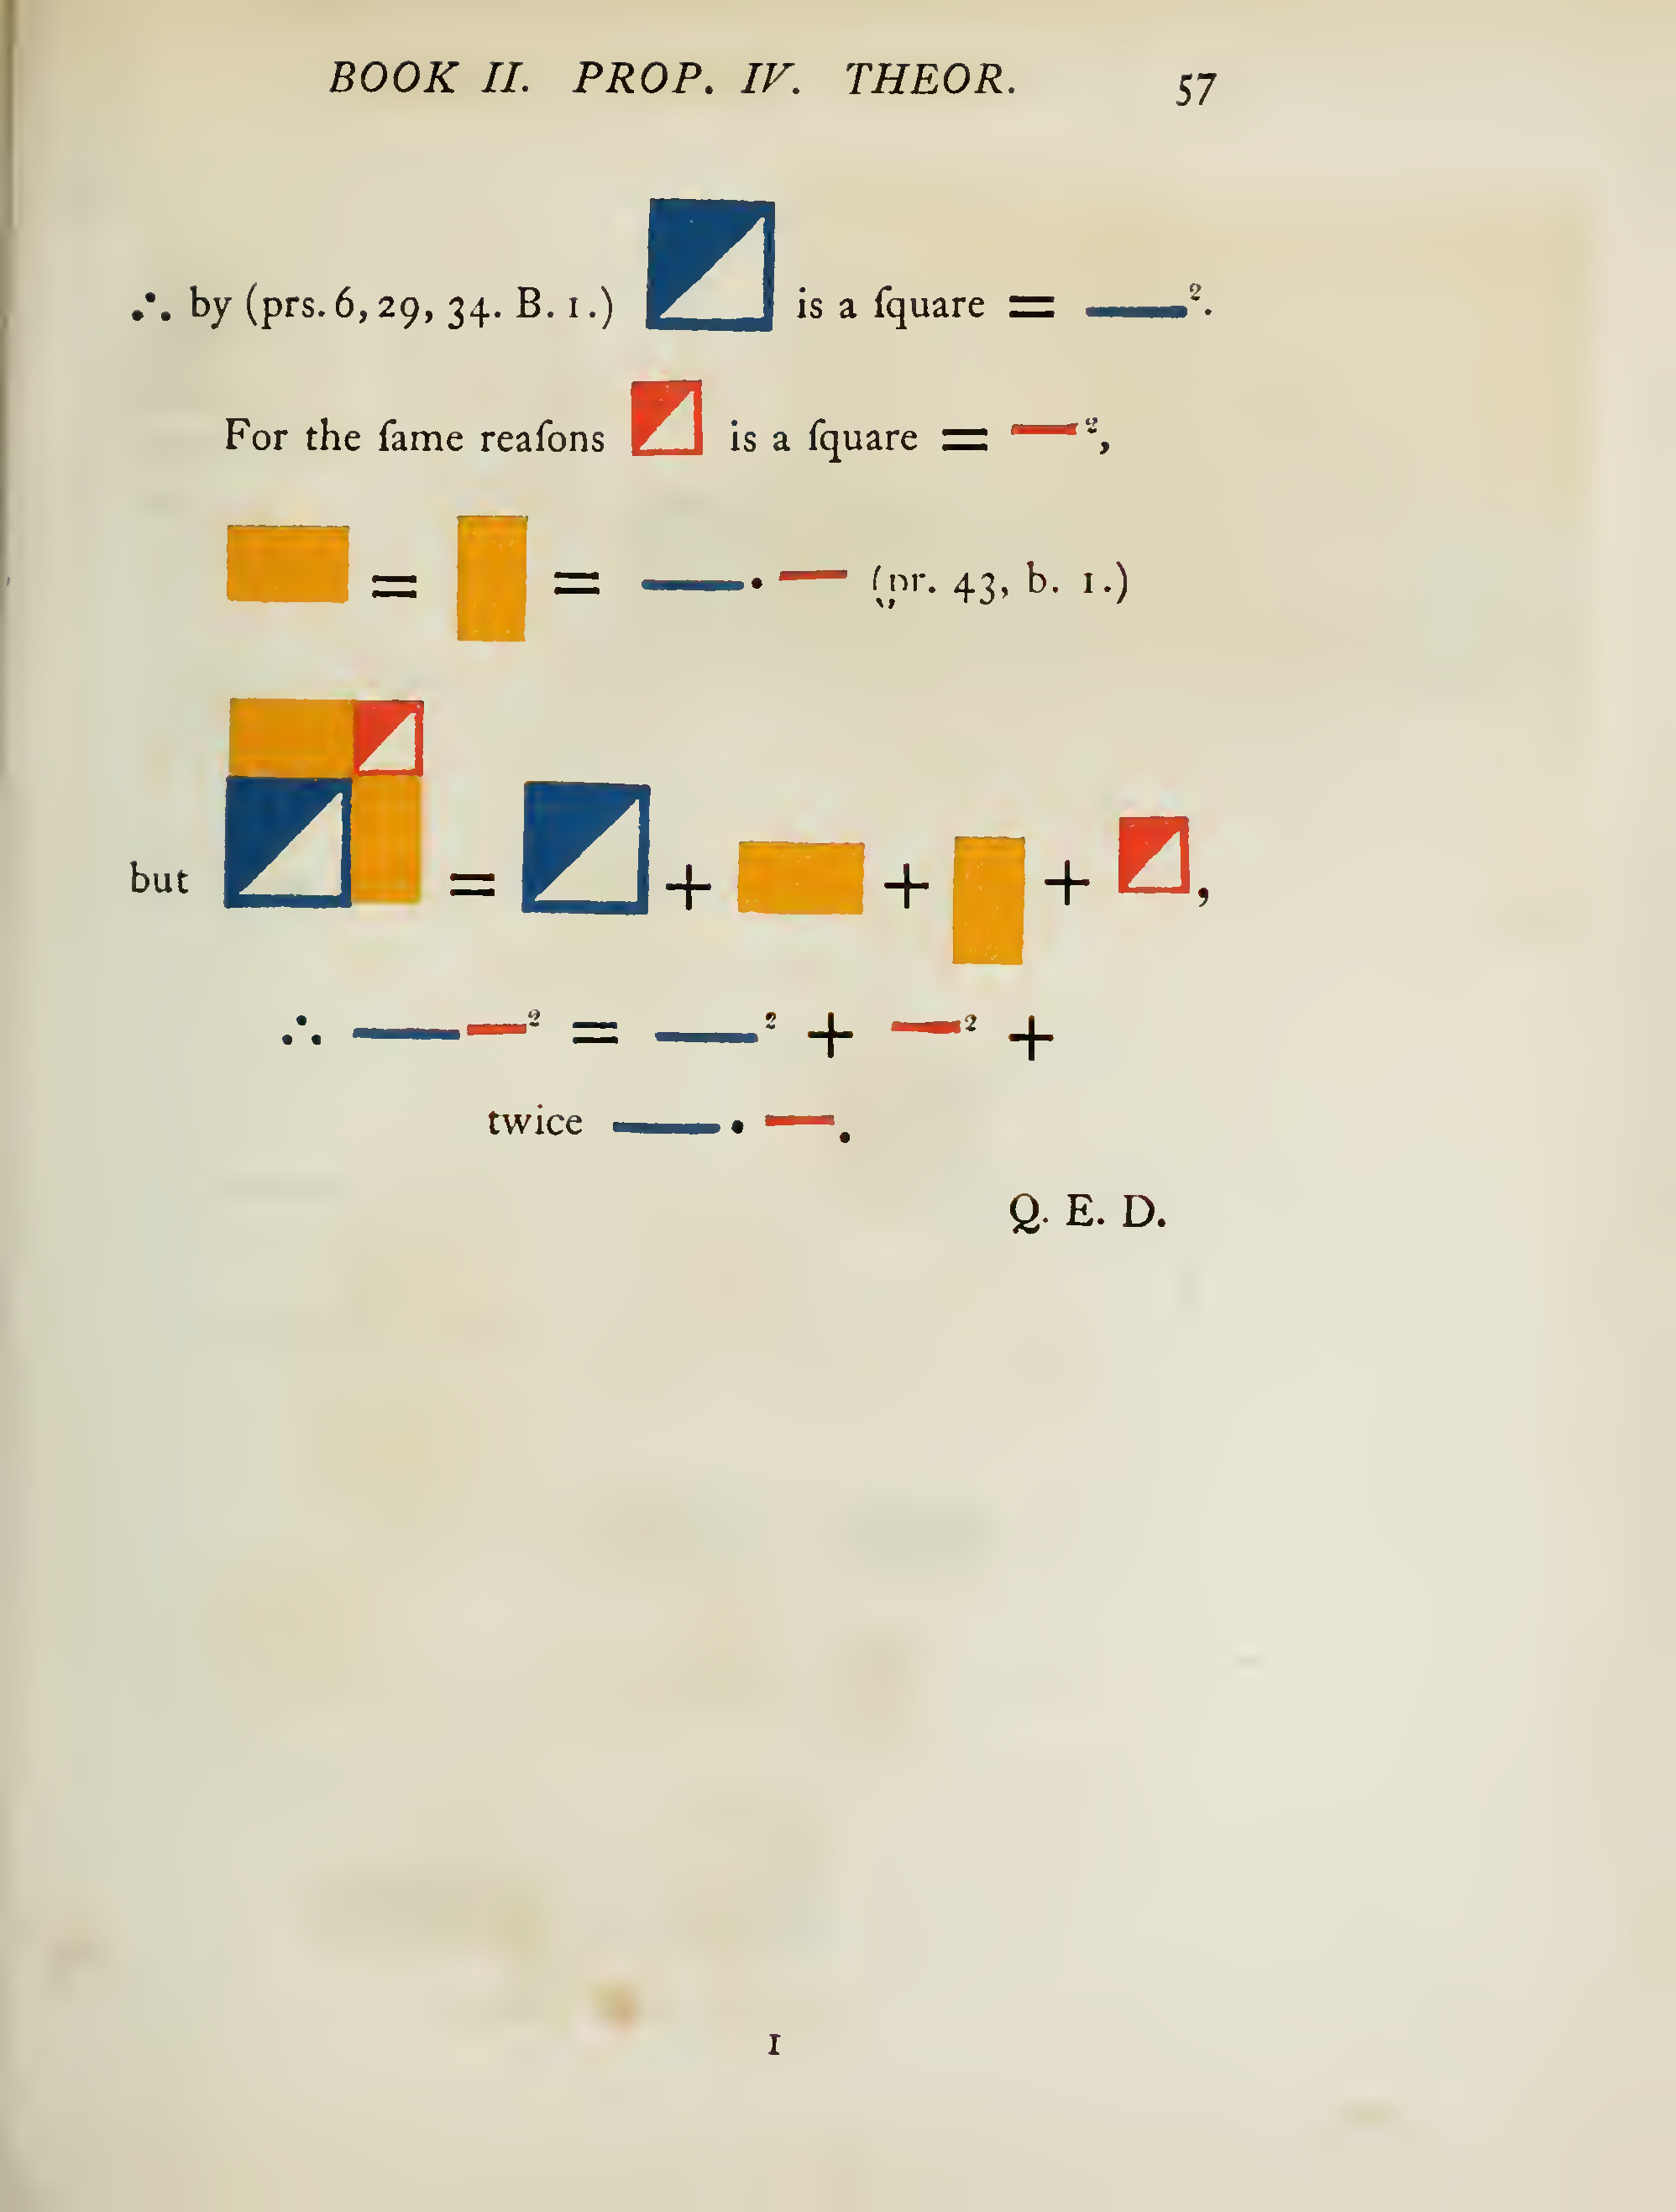 BOOK II. PROP. IV. THEOR. 57
∴ by (prs. 6, 29, 34. B. 1.) is a ſquare = ².
For the ſame reaſons is a ſquare = ²,
= = · (pr. 43, b. 1.)
but = + + + ,
∴ ² = ² + ² +
twice · .
Q. E. D.
I